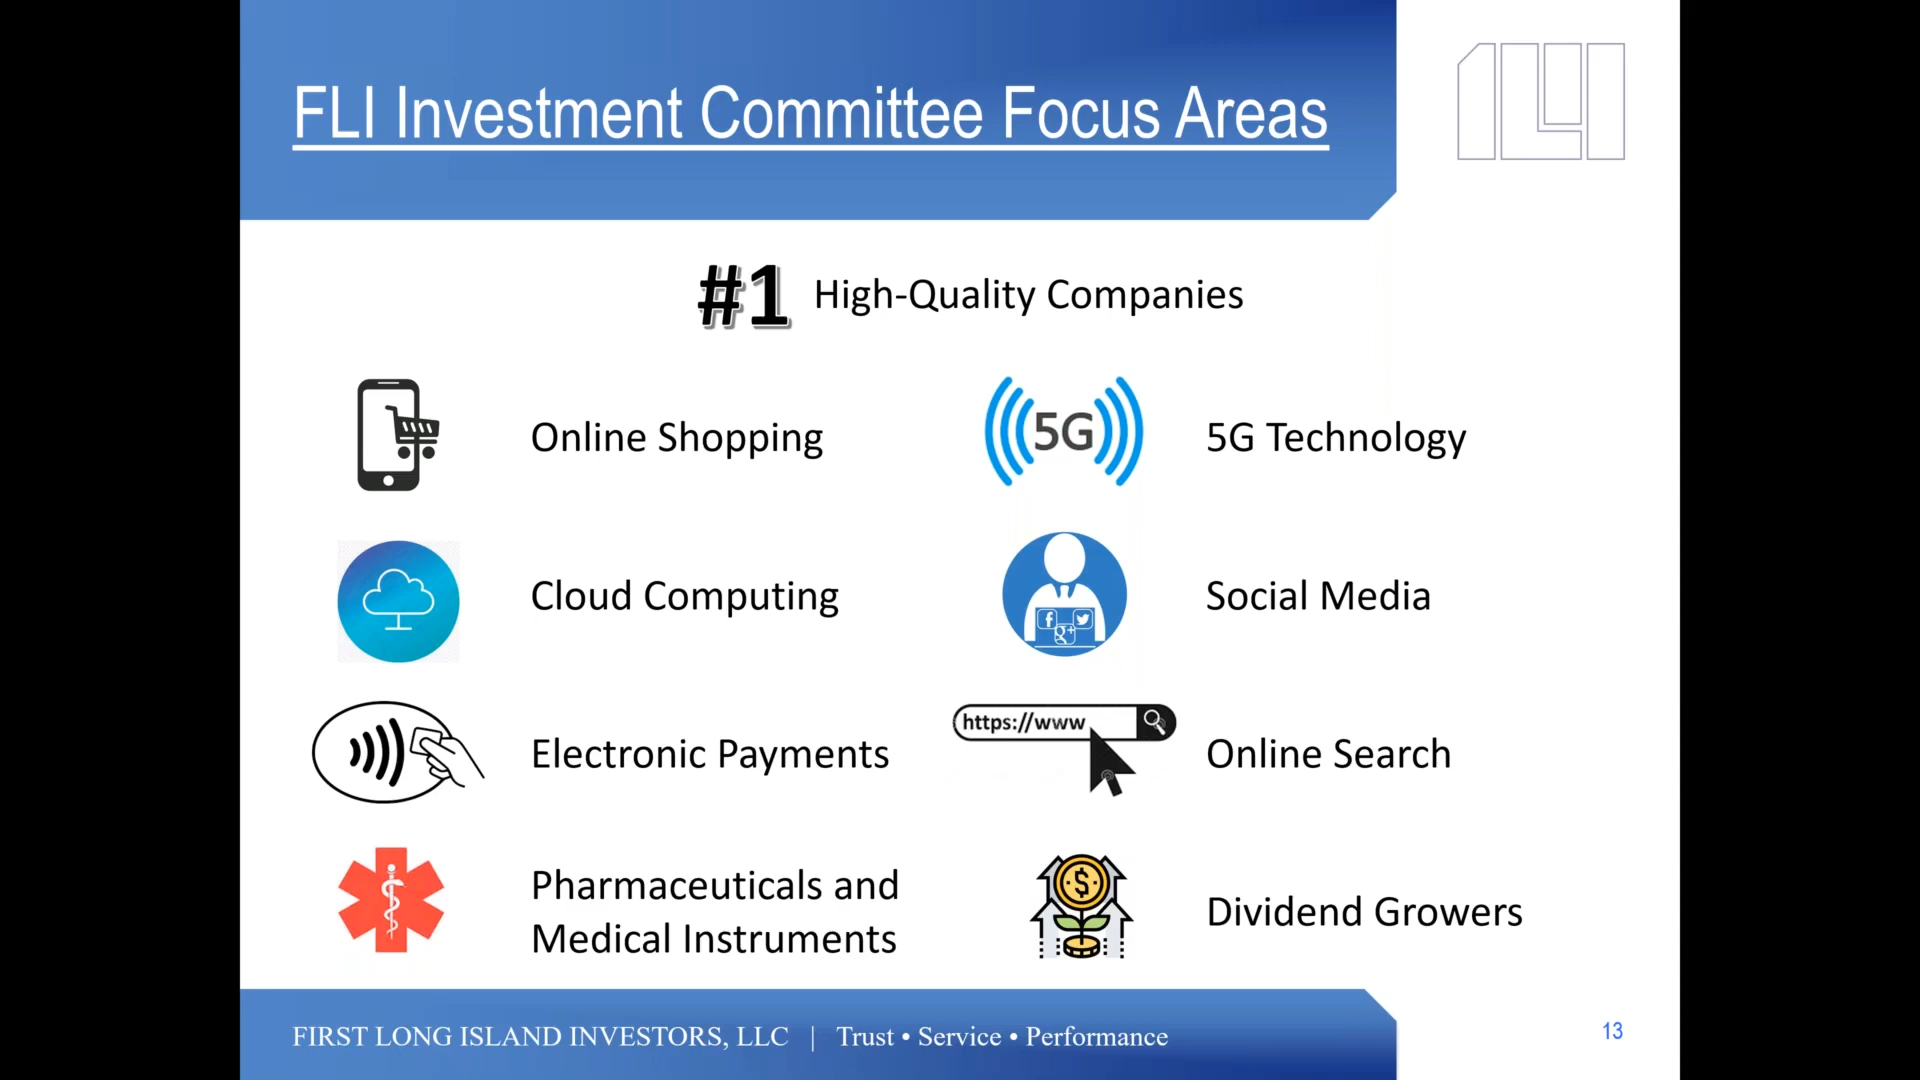 FLI Investment Committee Focus Areas
FLI
#1 High-Quality Companies
Online Shopping
5G
5G Technology
Cloud Computing
f
g+
Social Media
Electronic Payments
https://www
Online Search
Pharmaceuticals and
Medical Instruments
$
Dividend Growers
FIRST LONG ISLAND INVESTORS, LLC | Trust • Service • Performance
13